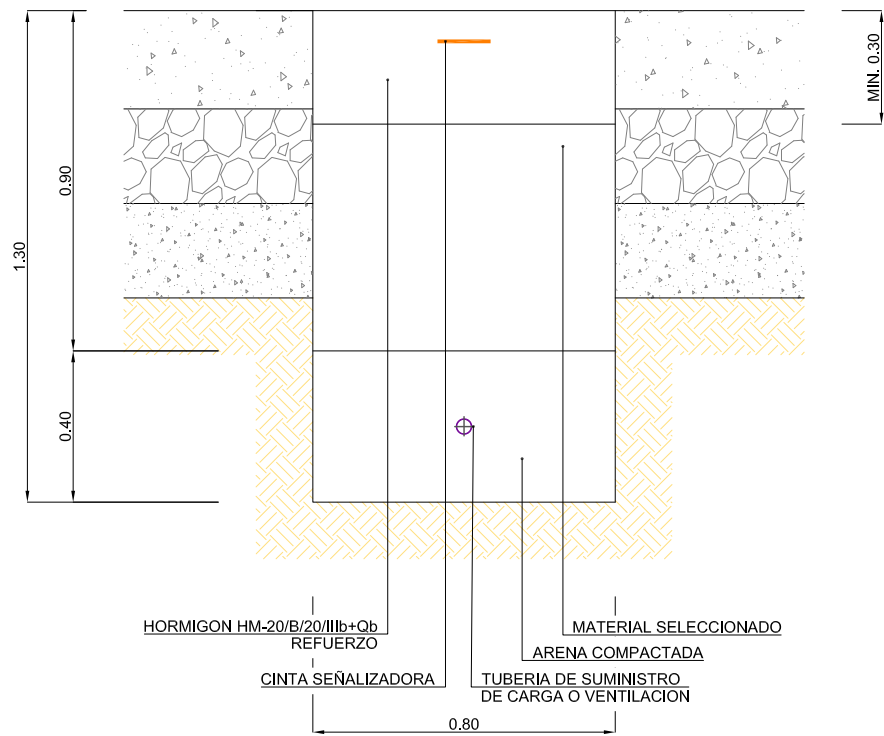 MIN. 0.30
0.90
1.30
0.40
HORMIGON HM-20/B/20/IIIb+Qb
REFUERZO
MATERIAL SELECCIONADO
ARENA COMPACTADA
CINTA SEÑALIZADORA
TUBERIA DE SUMINISTRO
DE CARGA O VENTILACION
0.80